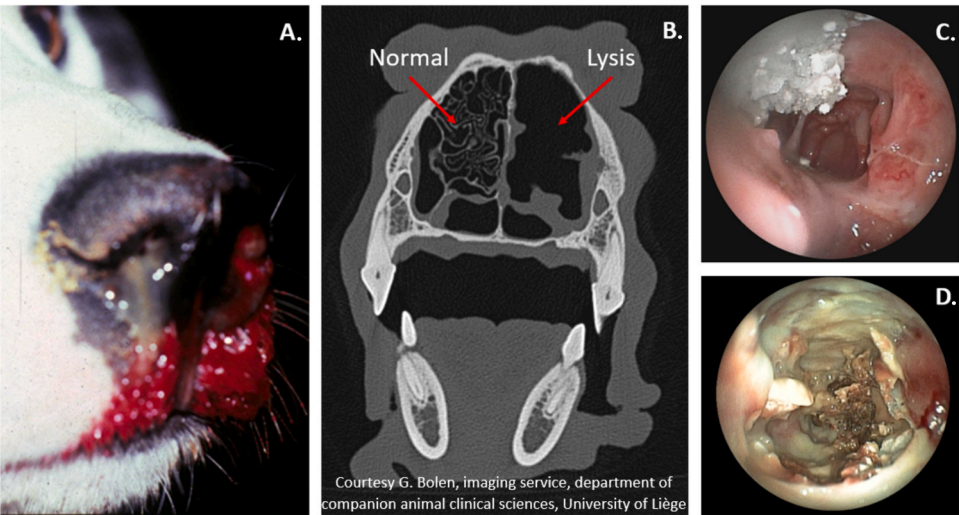 A.
B.
Normal
Lysis
Courtesy G. Bolen, imaging service, department of
companion animal clinical sciences, University of Liège
C.
D.